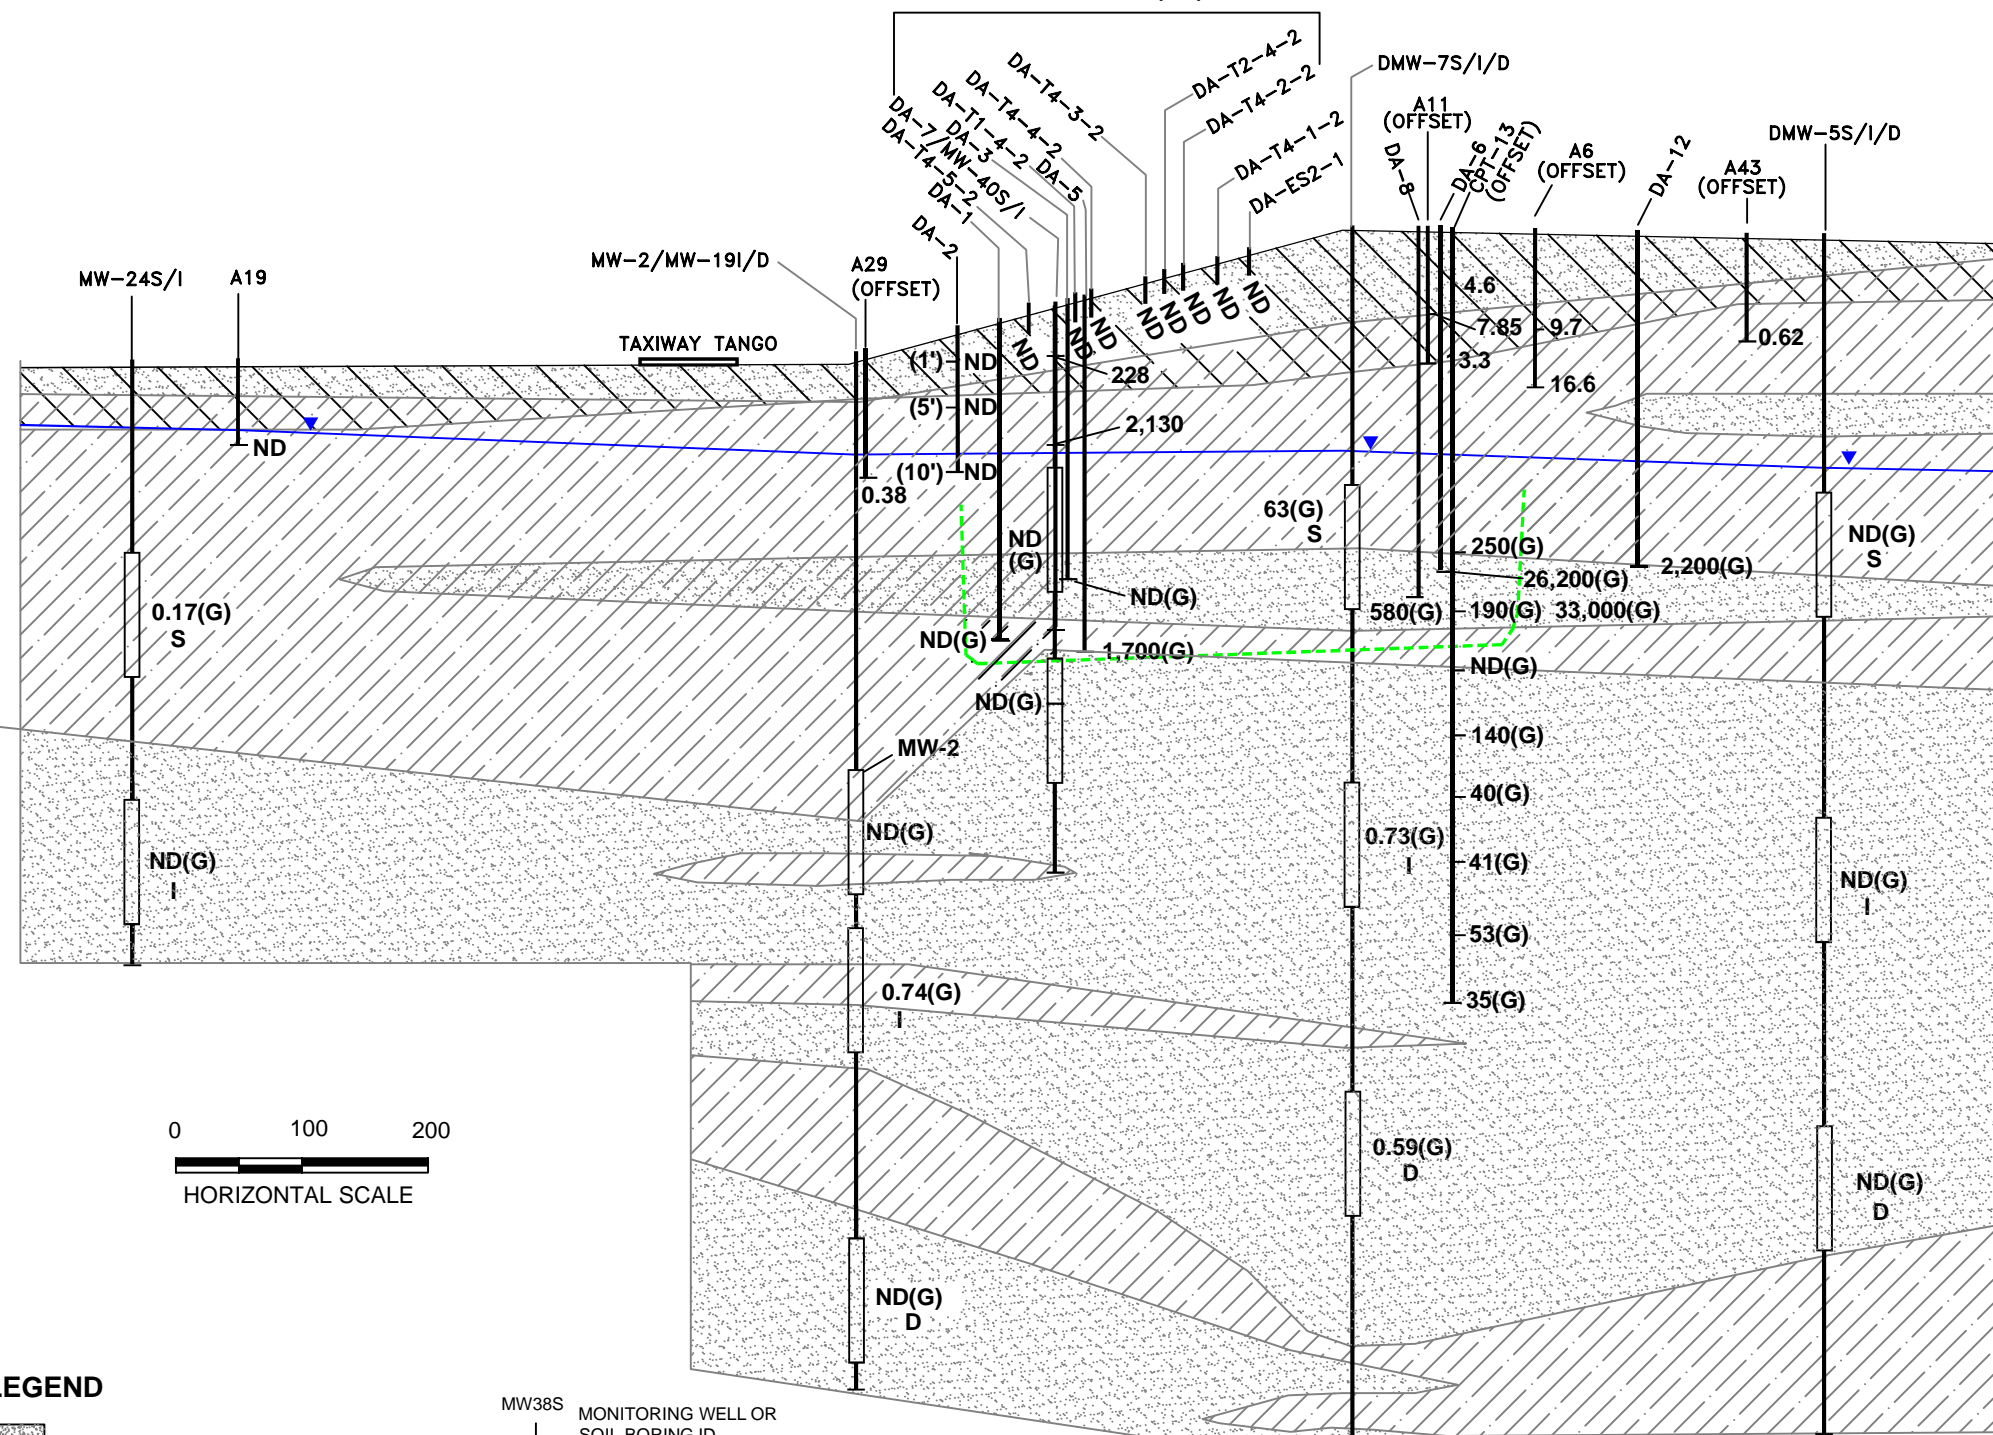 DA-T2-4-2
DA-T4-2-2
DA-T4-3-2
DA-T4-4-2
DA-T1-4-2
DA-3
DA-5
DA-7/MW-40S/I
DA-T4-5-2
DA-1
DA-2
DA-T4-1-2
DA-ES2-1
DMW-7S/I/D
A11
(OFFSET)
DA-8
DA-6
CPT-13
(OFFSET)
A6
(OFFSET)
DA-12
A43
(OFFSET)
DMW-5S/I/D
MW-24S/I
A19
MW-2/MW-19I/D
A29
(OFFSET)
TAXIWAY TANGO
ND
ND
ND
ND
ND
ND
ND
ND
4.6
7.85
9.7
3.3
16.6
0.62
(1') ND
228
(5') ND
2,130
(10') ND
ND
0.38
ND
(G)
63(G)
S
250(G)
26,200(G)
2,200(G)
ND(G)
S
ND(G)
580(G)
190(G) 33,000(G)
0.17(G)
S
ND(G)
1,700(G)
ND(G)
ND(G)
140(G)
MW-2
40(G)
ND(G)
0.73(G)
I
41(G)
ND(G)
I
ND(G)
I
53(G)
0.74(G)
I
35(G)
0 100 200
HORIZONTAL SCALE
0.59(G)
D
ND(G)
D
ND(G)
D
LEGEND
MW38S
MONITORING WELL OR
SOIL BORING ID